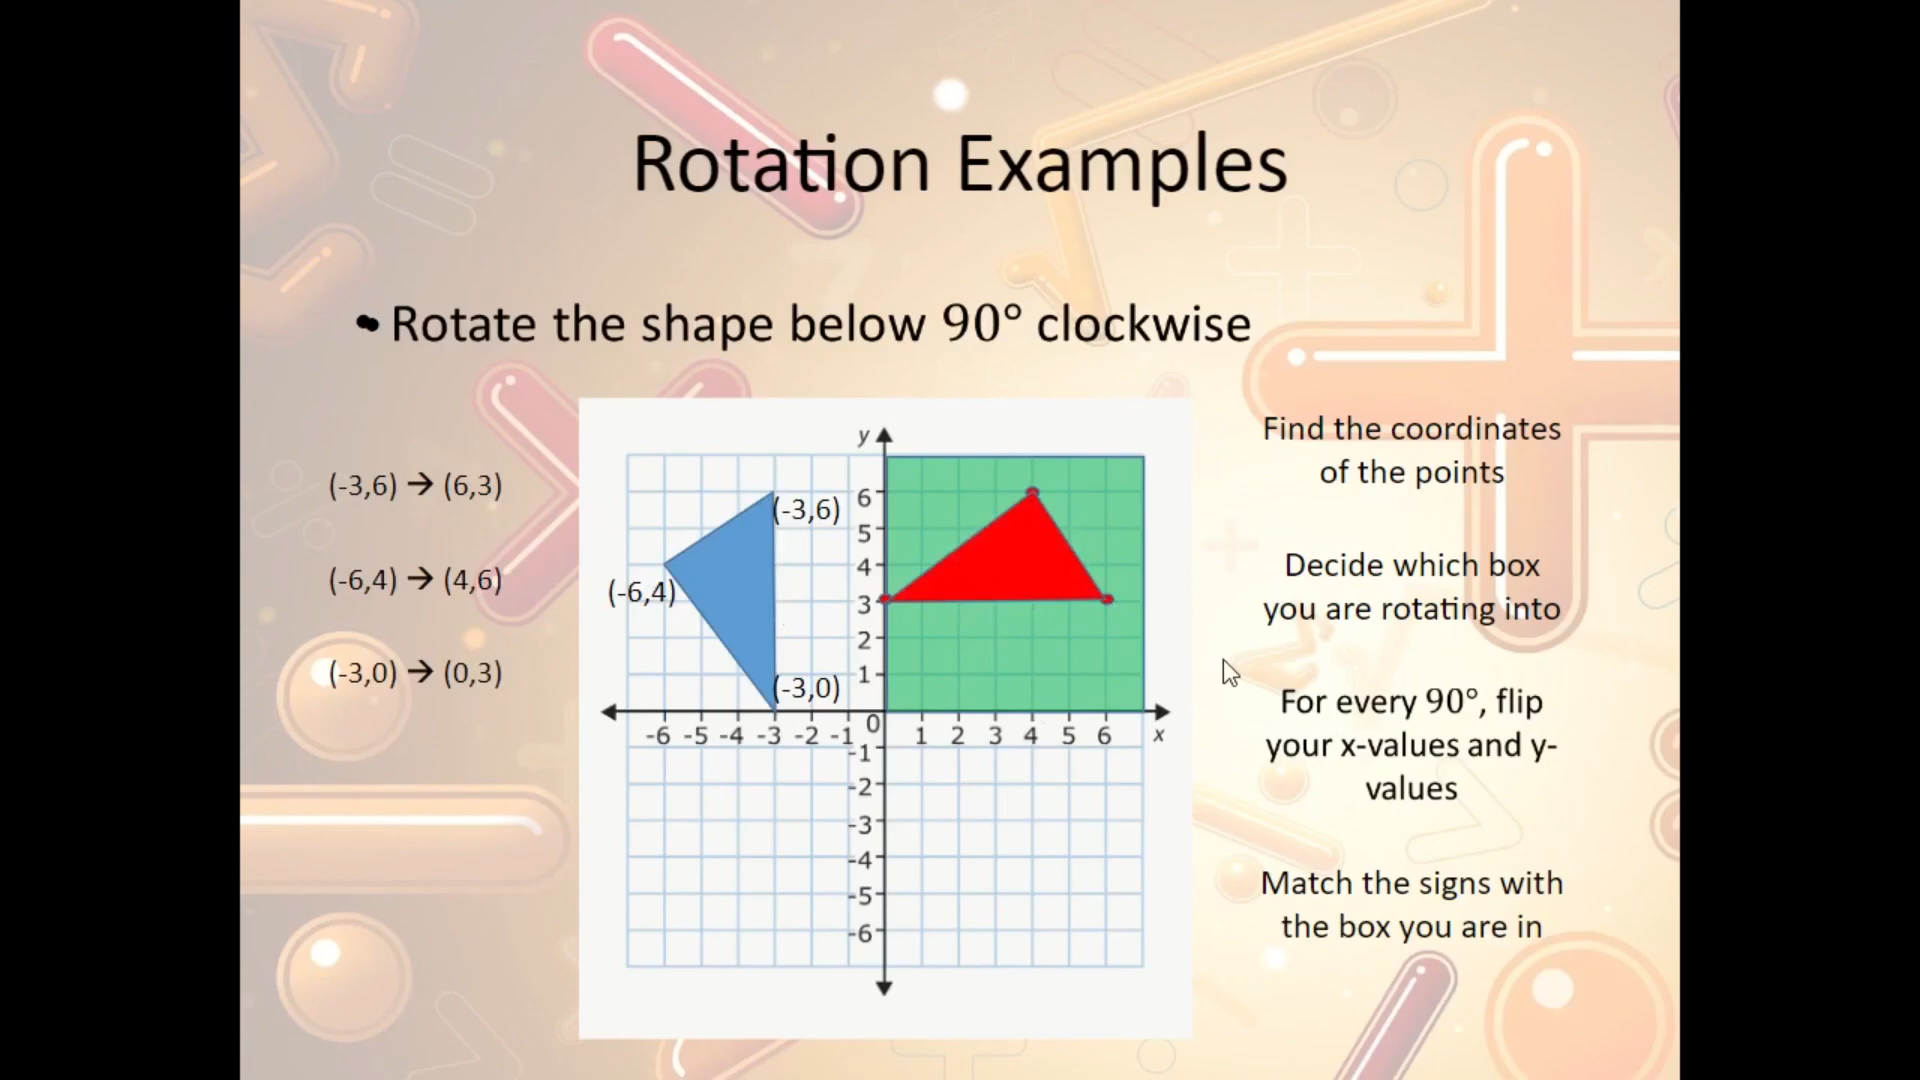 Rotation Examples
• Rotate the shape below 90° clockwise
(-3,6) → (6,3)
(-6,4) → (4,6)
(-3,0) → (0,3)
y
(-3,6)
(-6,4)
(-3,0)
6
5
4
3
2
1
0
-6 -5 -4 -3 -2 -1 1 2 3 4 5 6 x
-1
-2
-3
-4
-5
-6
Find the coordinates
of the points
Decide which box
you are rotating into
For every 90°, flip
your x-values and y-
values
Match the signs with
the box you are in